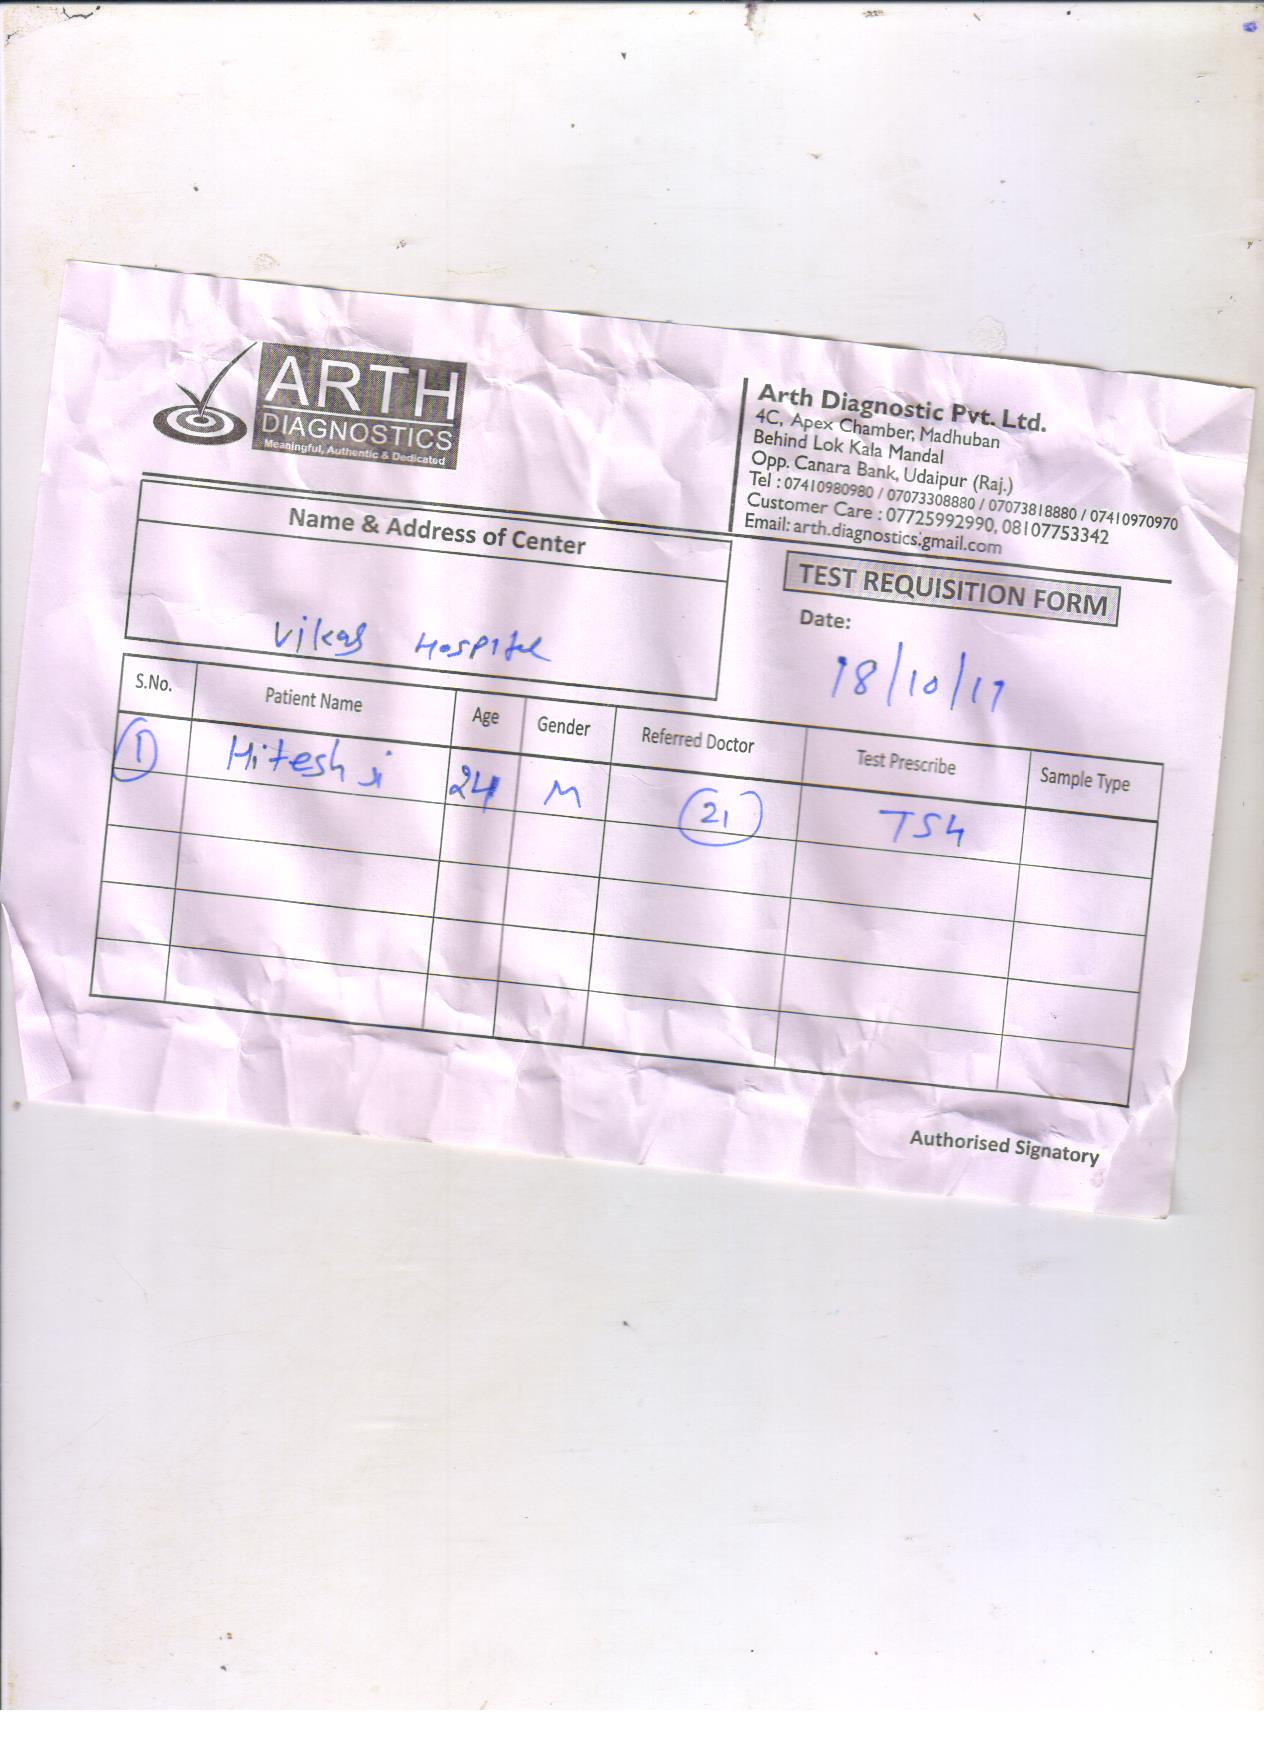 ARTH
DIAGNOSTICS
Meaningful, Authentic & Dedicated
Arth Diagnostic Pvt. Ltd.
4C, Apex Chamber, Madhuban
Behind Lok Kala Mandal
Opp. Canara Bank, Udaipur (Raj.)
Tel : 07410980980 / 07073308880 / 07073818880 / 07410970970
Customer Care : 07725992990, 08107753342
Email: arth.diagnostics:gmail.com
Name & Address of Center
Vikas Hospital
TEST REQUISITION FORM
Date:
18/10/17
S.No. Patient Name Age Gender Referred Doctor Test Prescribe Sample Type
1 Hitesh ji 24 M 21 TSH
Authorised Signatory